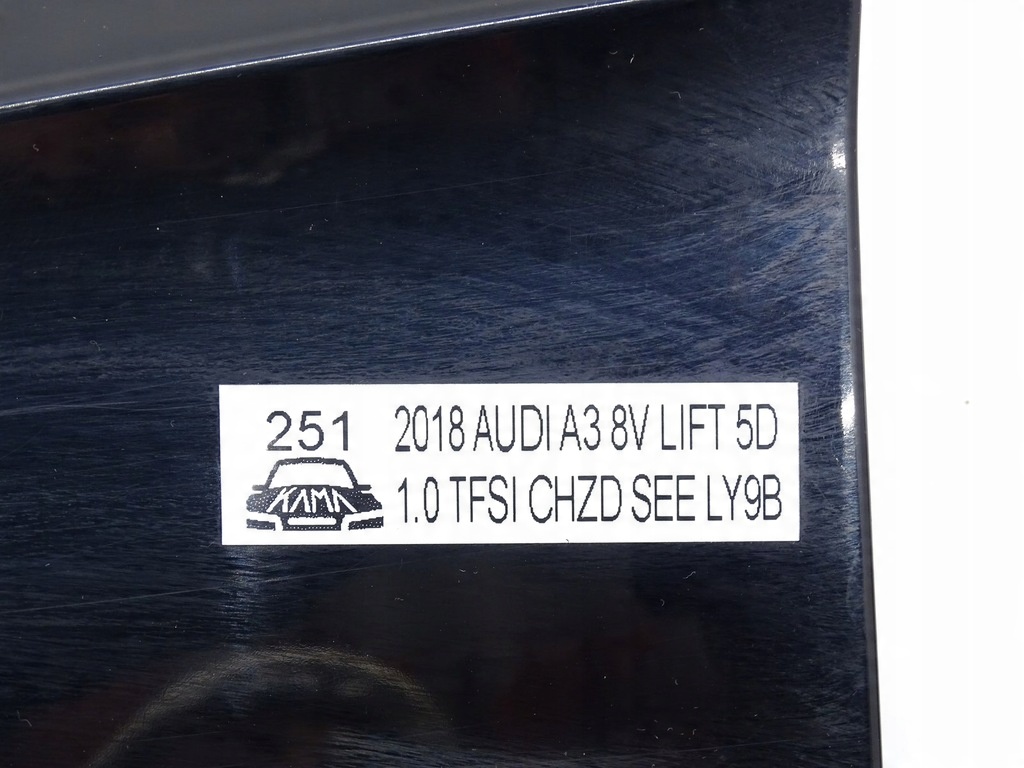 251
2018 AUDI A3 8V LIFT 5D
KAMA
1.0 TFSI CHZD SEE LY9B